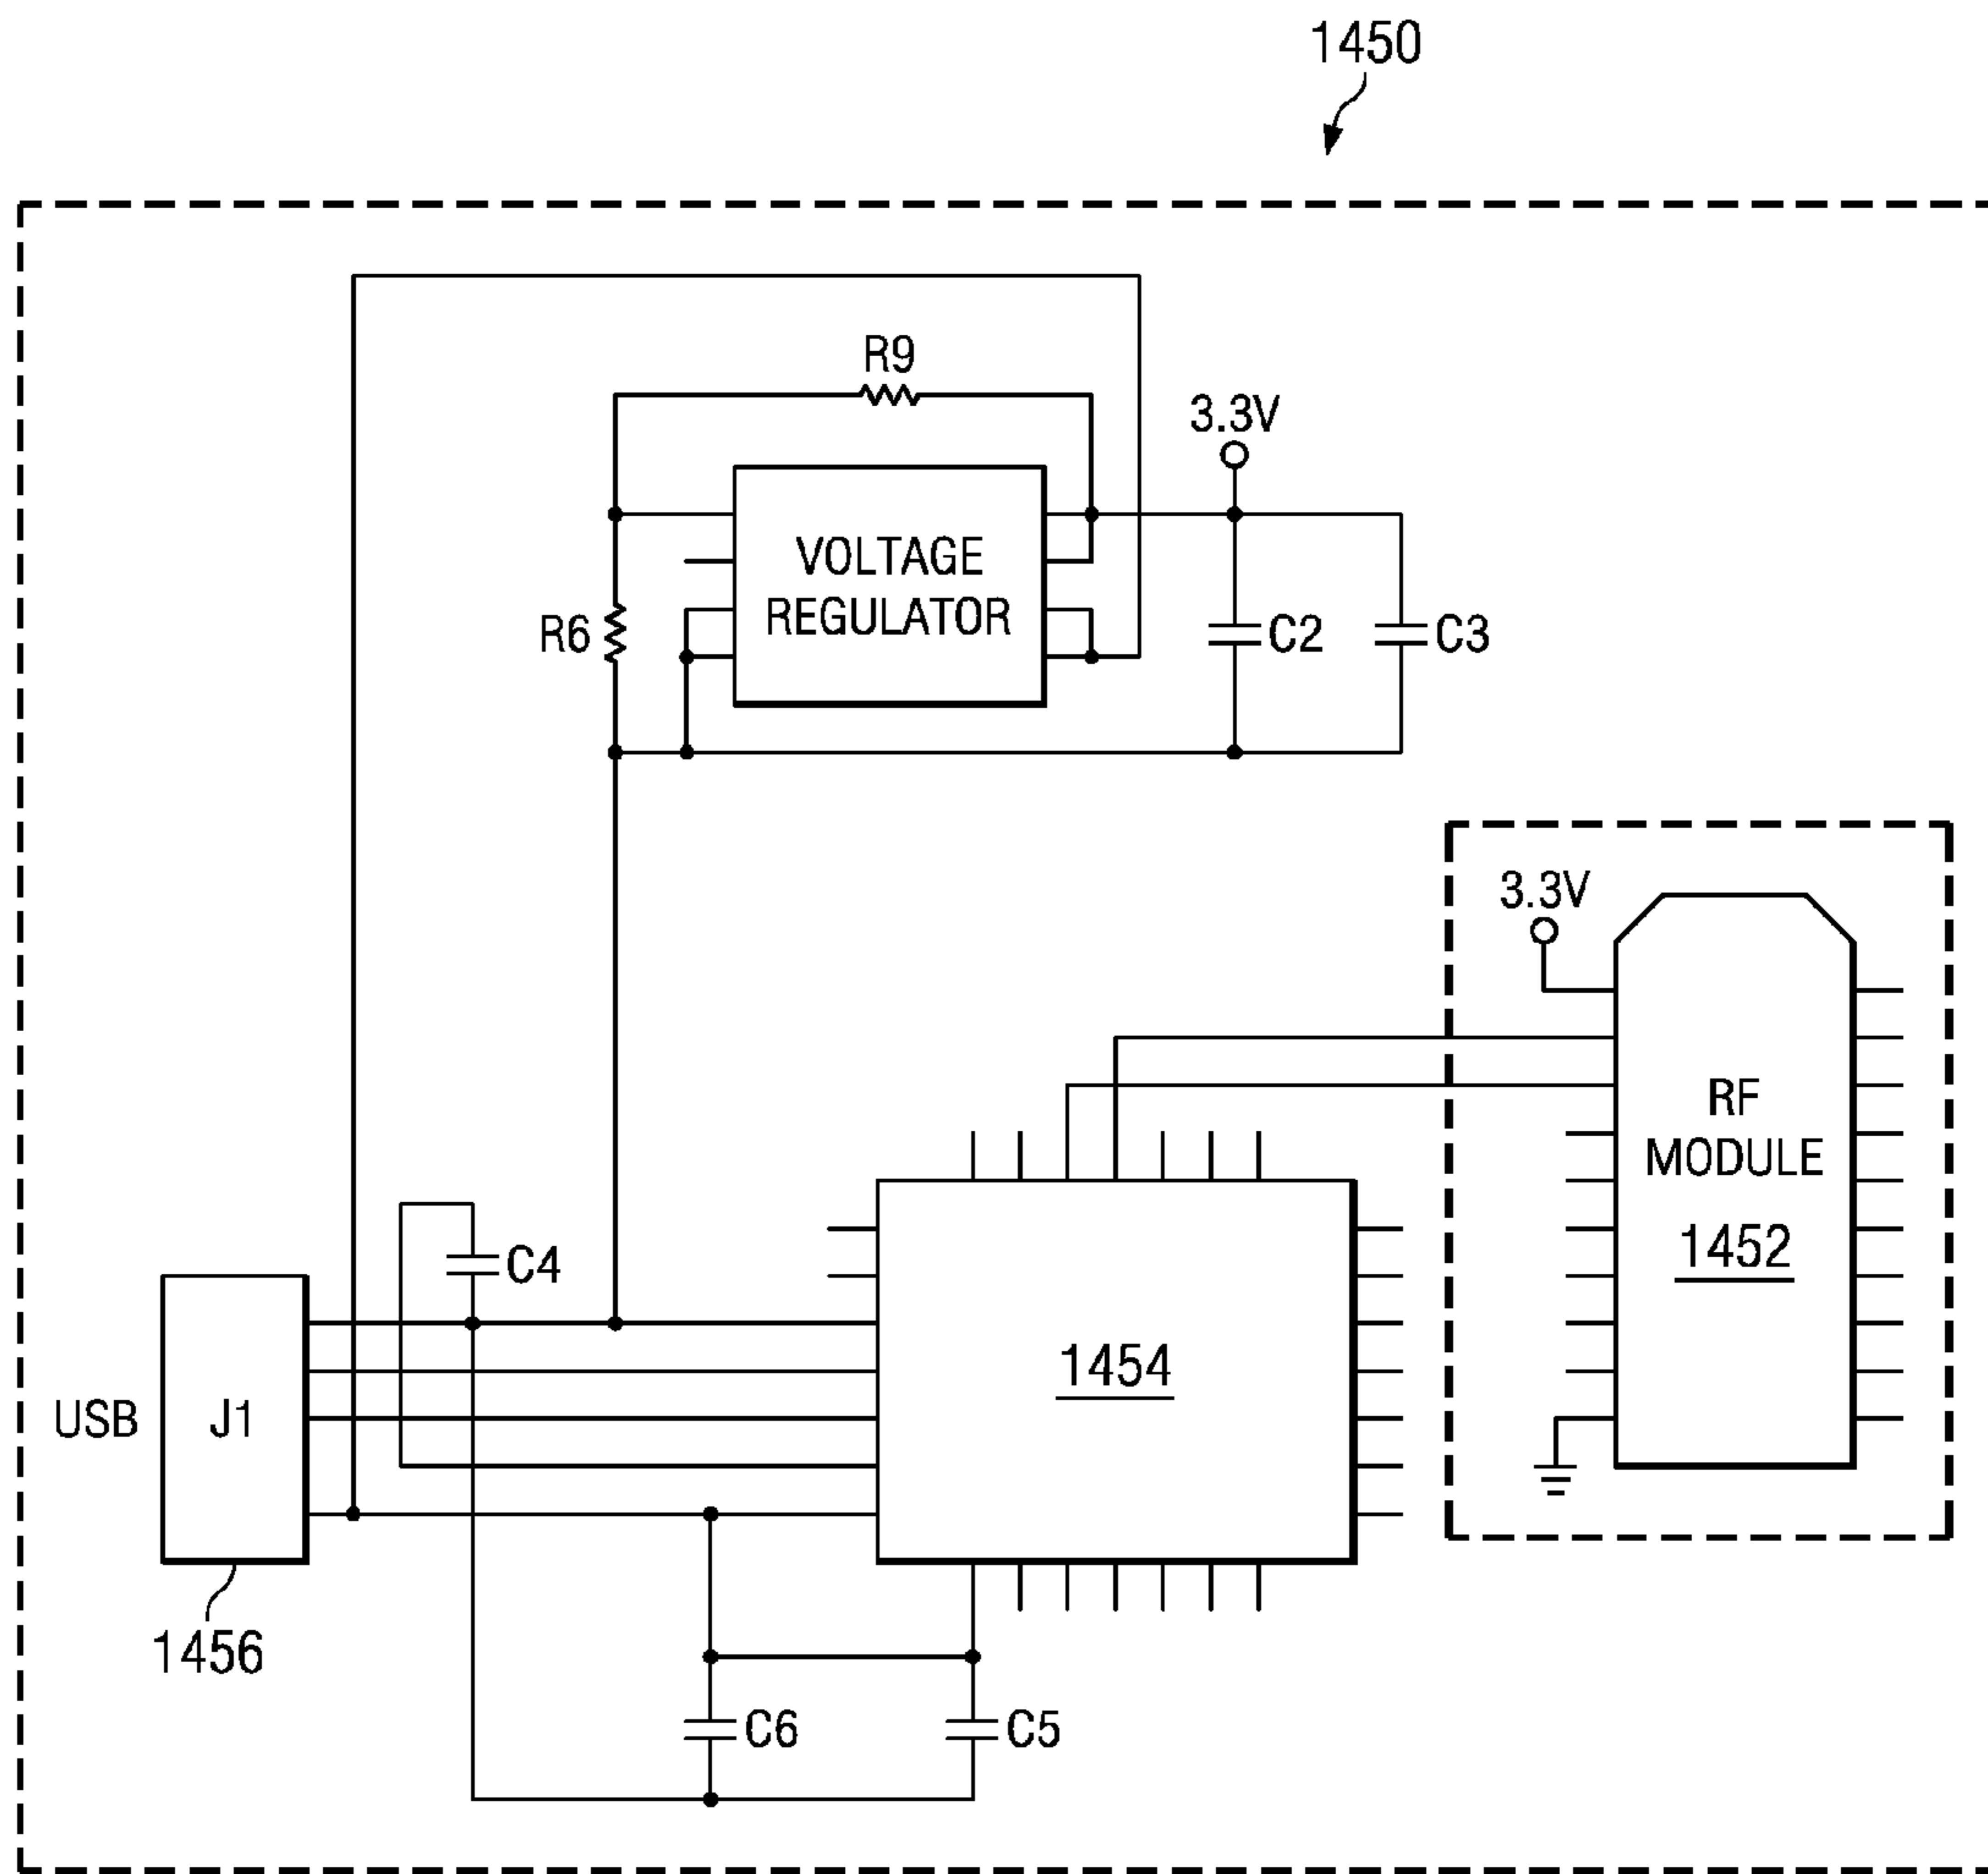 1450
R9
3.3V
VOLTAGE
REGULATOR
R6
C2
C3
3.3V
RF
MODULE
1452
C4
1454
USB
J1
1456
C6
C5